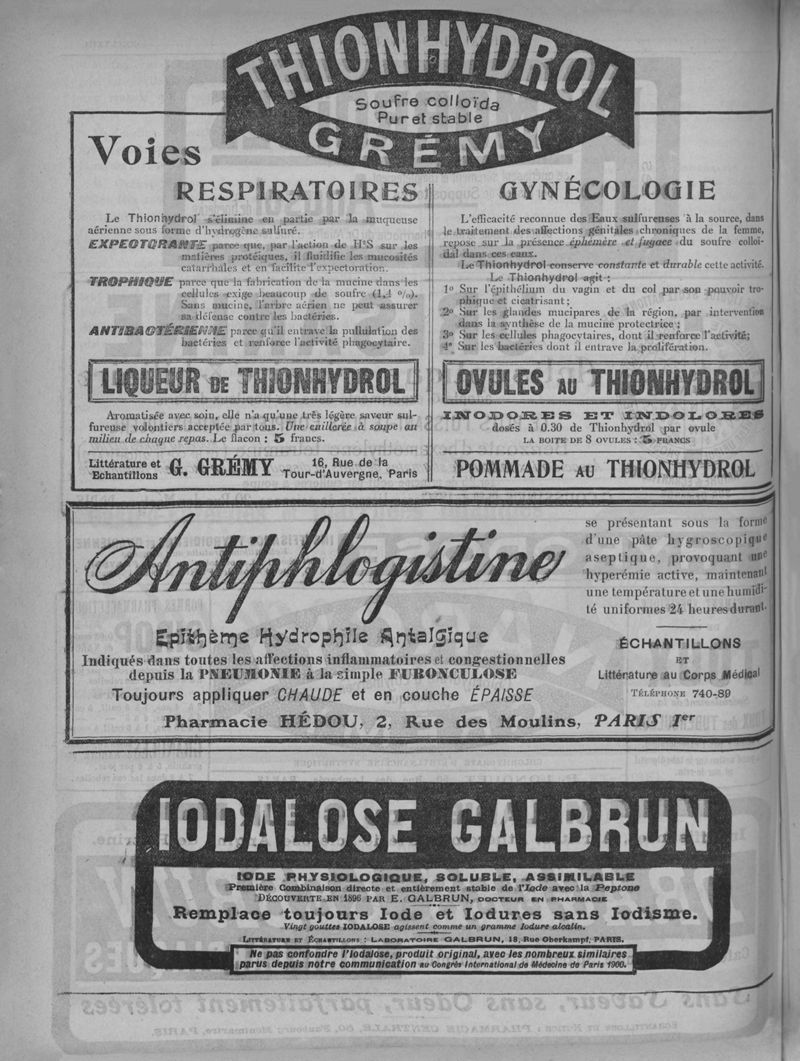 THIONHYDROL
Soufre colloïdal
Pur et stable
GRÉMY
Voies
RESPIRATOIRES
Le Thionhydrol s'élimine en partie par la muqueuse
aérienne sous forme d'hydrogène sulfuré.
EXPECTORANTE parce que, par l'action de H²S sur les
matières protéiques, il fluidifie les mucosités
catarrhales et en facilite l'expectoration.
TROPHIQUE parce que la fabrication de la mucine dans les
cellules exige beaucoup de soufre (1,4 %).
Sans mucine, l'arbre aérien ne peut assurer
sa défense contre les bactéries.
ANTIBACTÉRIENNE parce qu'il entrave la pullulation des
bactéries et renforce l'activité phagocytaire.
LIQUEUR DE THIONHYDROL
Aromatisée avec soin, elle n'a qu'une très légère saveur sul-
fureuse volontiers acceptée par tous. Une cuillerée à soupe au
milieu de chaque repas. Le flacon : 5 francs.
Littérature et
Echantillons
G. GRÉMY
16, Rue de la
Tour-d'Auvergne, Paris
GYNÉCOLOGIE
L'efficacité reconnue des Eaux sulfureuses à la source, dans
le traitement des affections génitales chroniques de la femme,
repose sur la présence éphémère et fugace du soufre colloï-
dal dans ces eaux.
Le Thionhydrol conserve constante et durable cette activité.
Le Thionhydrol agit :
1º Sur l'épithélium du vagin et du col par son pouvoir tro-
phique et cicatrisant;
2º Sur les glandes mucipares de la région, par intervention
dans la synthèse de la mucine protectrice;
3º Sur les cellules phagocytaires, dont il renforce l'activité;
4º Sur les bactéries dont il entrave la prolifération.
OVULES AU THIONHYDROL
INODORES ET INDOLORES
dosés à 0.30 de Thionhydrol par ovule
LA BOITE DE 8 OVULES : 5 FRANCS
POMMADE AU THIONHYDROL
Antiphlogistine
se présentant sous la forme
d'une pâte hygroscopique
aseptique, provoquant une
hyperémie active, maintenant
une température et une humidi-
té uniformes 24 heures durant.
Epithème Hydrophile Antalgique
Indiqués dans toutes les affections inflammatoires et congestionnelles
depuis la PNEUMONIE à la simple FURONCULOSE
Toujours appliquer CHAUDE et en couche ÉPAISSE
ÉCHANTILLONS
ET
Littérature au Corps Médical
TÉLÉPHONE 740-89
Pharmacie HÉDOU, 2, Rue des Moulins, PARIS Ier
IODALOSE GALBRUN
IODE PHYSIOLOGIQUE, SOLUBLE, ASSIMILABLE
Première Combinaison directe et entièrement stable de l'Iode avec la Peptone
DÉCOUVERTE EN 1896 PAR E. GALBRUN, DOCTEUR EN PHARMACIE
Remplace toujours Iode et Iodures sans Iodisme.
Vingt gouttes IODALOSE agissent comme un gramme Iodure alcalin.
LITTÉRATURE ET ÉCHANTILLONS : LABORATOIRE GALBRUN, 18, Rue Oberkampf, PARIS.
Ne pas confondre l'Iodalose, produit original, avec les nombreux similaires
parus depuis notre communication au Congrès International de Médecine de Paris 1900.